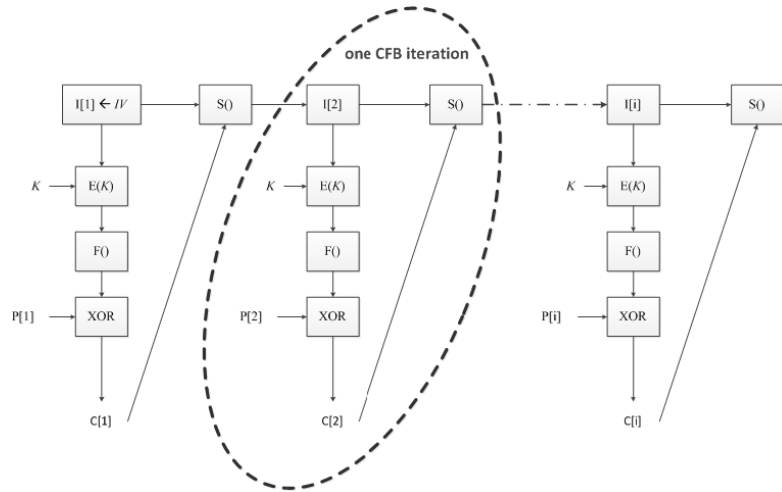 one CFB iteration
I[1] ← IV S() I[2] S() I[i] S()
K E(K) K E(K) K E(K)
F() F() F()
P[1] XOR P[2] XOR P[i] XOR
C[1] C[2] C[i]